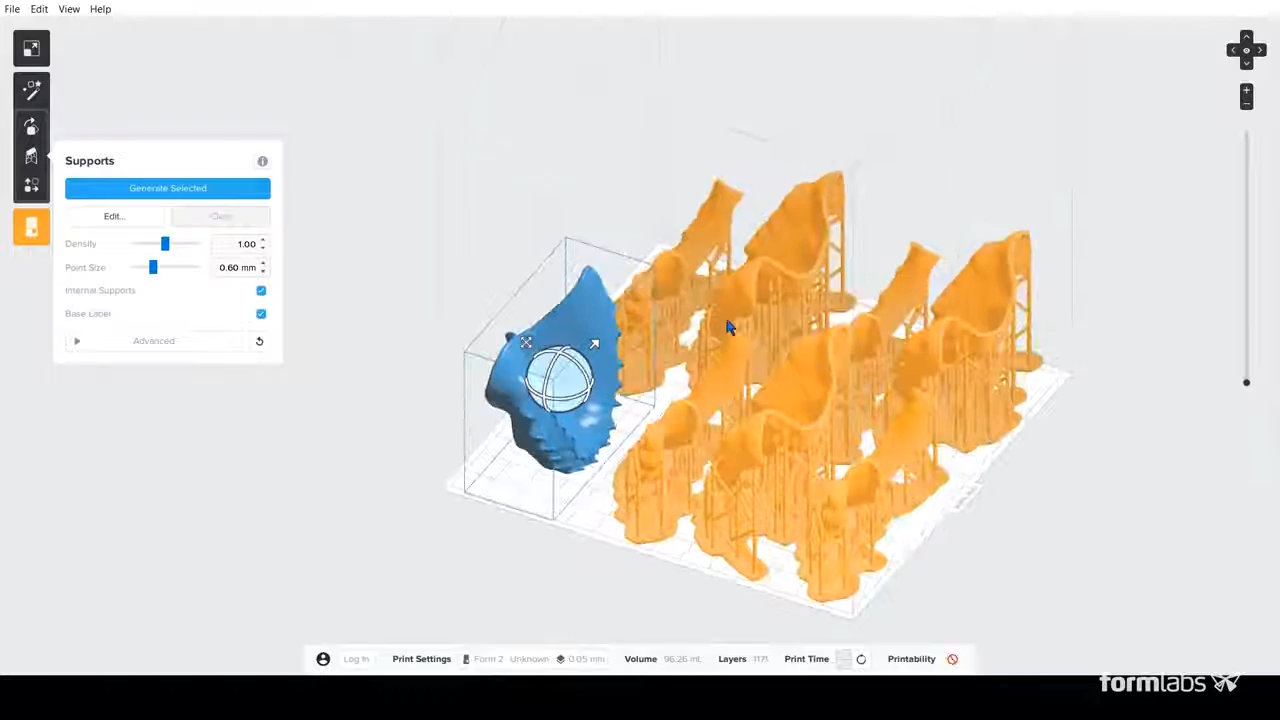 File Edit View Help
Supports
Generate Selected
Edit... Clear
Density 1.00
Point Size 0.60 mm
Internal Supports
Base Label
Advanced
Log In Print Settings Form 2 Unknown 0.05 mm Volume 96.26 mL Layers 1171 Print Time Printability
formlabs